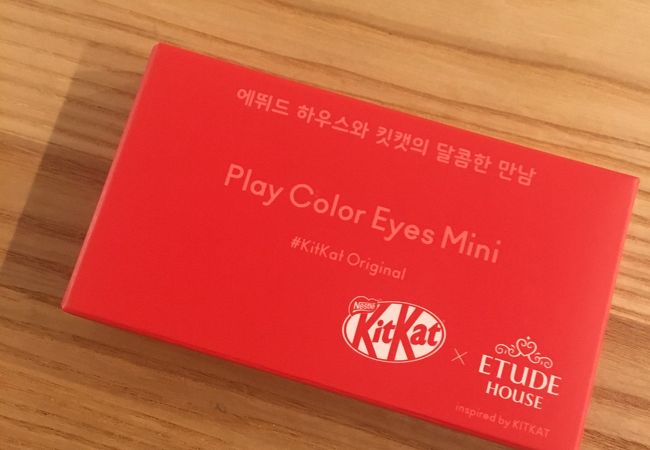 에뛰드 하우스와 킷캣의 달콤한 만남
Play Color Eyes Mini
#KitKat Original
Nestlé
KitKat
×
ETUDE
HOUSE
inspired by KITKAT